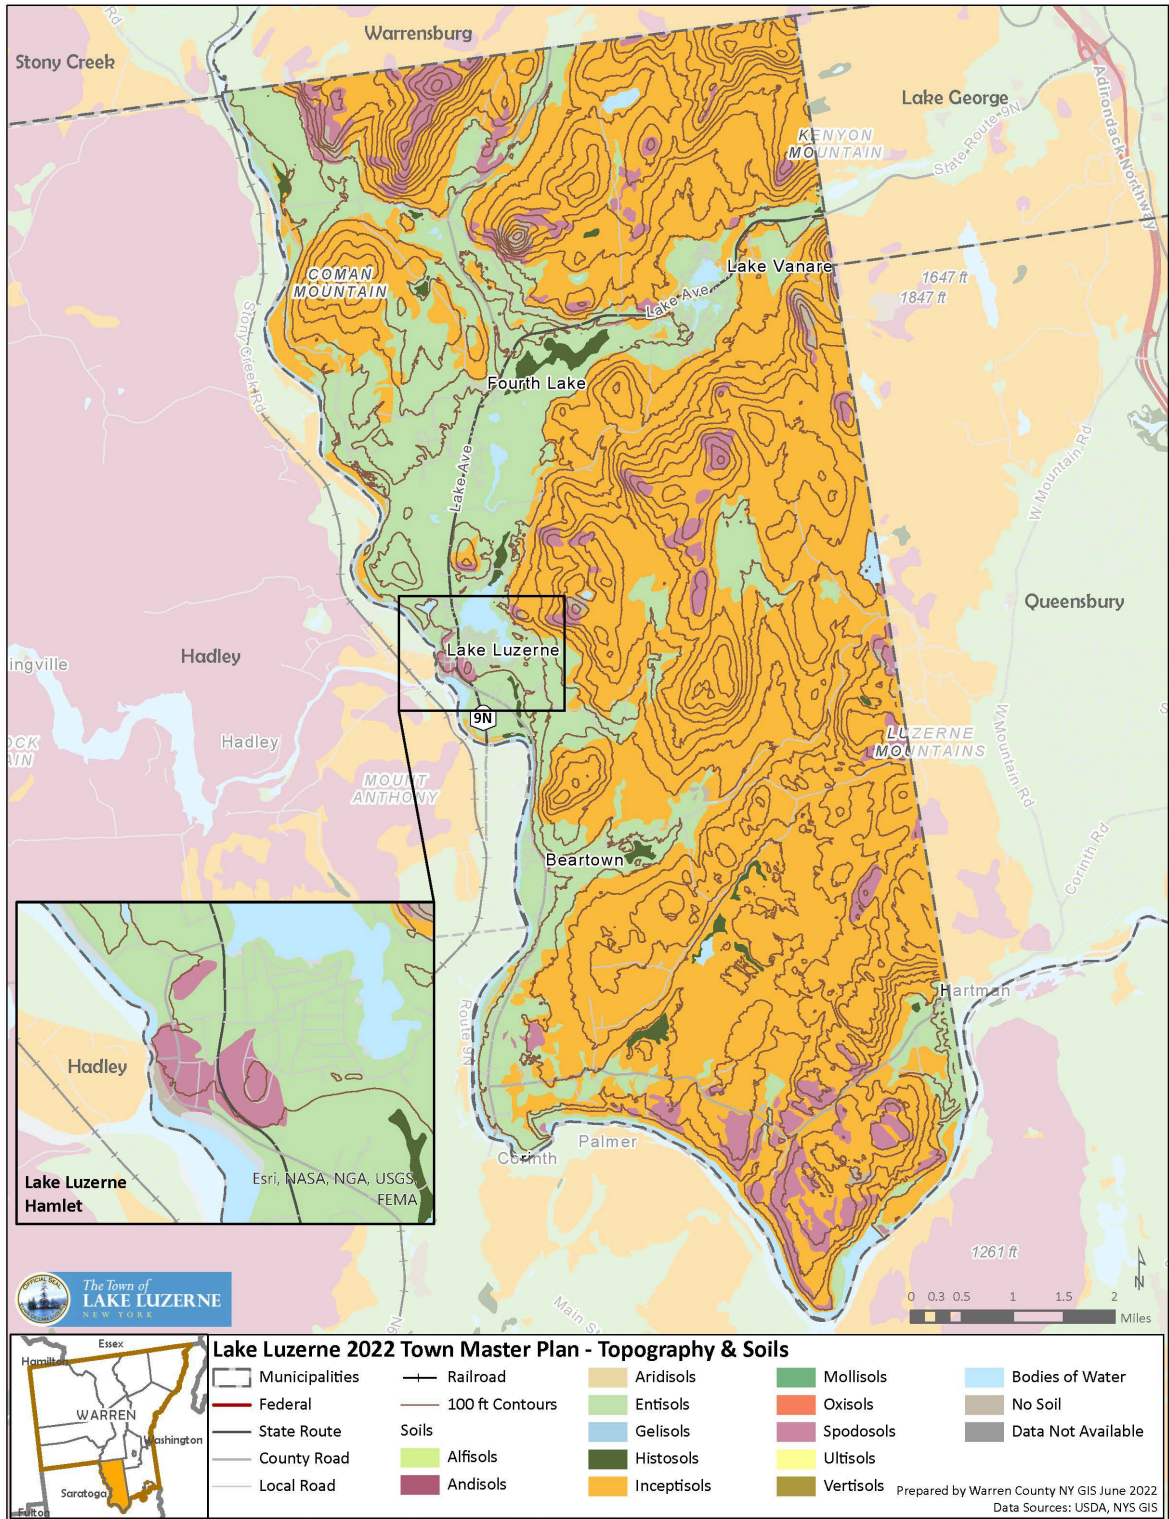 Warrensburg
Rd
Stony Creek
Lake George
Adirondack Northway
KENYON
MOUNTAIN
State Route 9N
COMAN
MOUNTAIN
Lake Vanare
1647 ft
1847 ft
Stony Creek Rd
Lake Ave
Fourth Lake
Lake Ave
W Mountain Rd
Queensbury
Lake Luzerne
Hadley
ingville
9N
LUZERNE
MOUNTAINS
W Mountain Rd
OCK
AIN
Hadley
MOUNT
ANTHONY
Beartown
Corinth Rd
Hartman
Route 9N
Palmer
Corinth
Hadley
Lake Luzerne
Hamlet
Esri, NASA, NGA, USGS,
FEMA
1261 ft
N
0 0.3 0.5 1 1.5 2
Miles
9N
Main St
OFFICIAL SEAL
The Town of
LAKE LUZERNE
NEW YORK
Essex
Hamilton
WARREN
Washington
Saratoga
Fulton
Lake Luzerne 2022 Town Master Plan - Topography & Soils
Municipalities
Federal
State Route
County Road
Local Road
Railroad
100 ft Contours
Soils
Alfisols
Andisols
Aridisols
Entisols
Gelisols
Histosols
Inceptisols
Mollisols
Oxisols
Spodosols
Ultisols
Vertisols
Bodies of Water
No Soil
Data Not Available
Prepared by Warren County NY GIS June 2022
Data Sources: USDA, NYS GIS